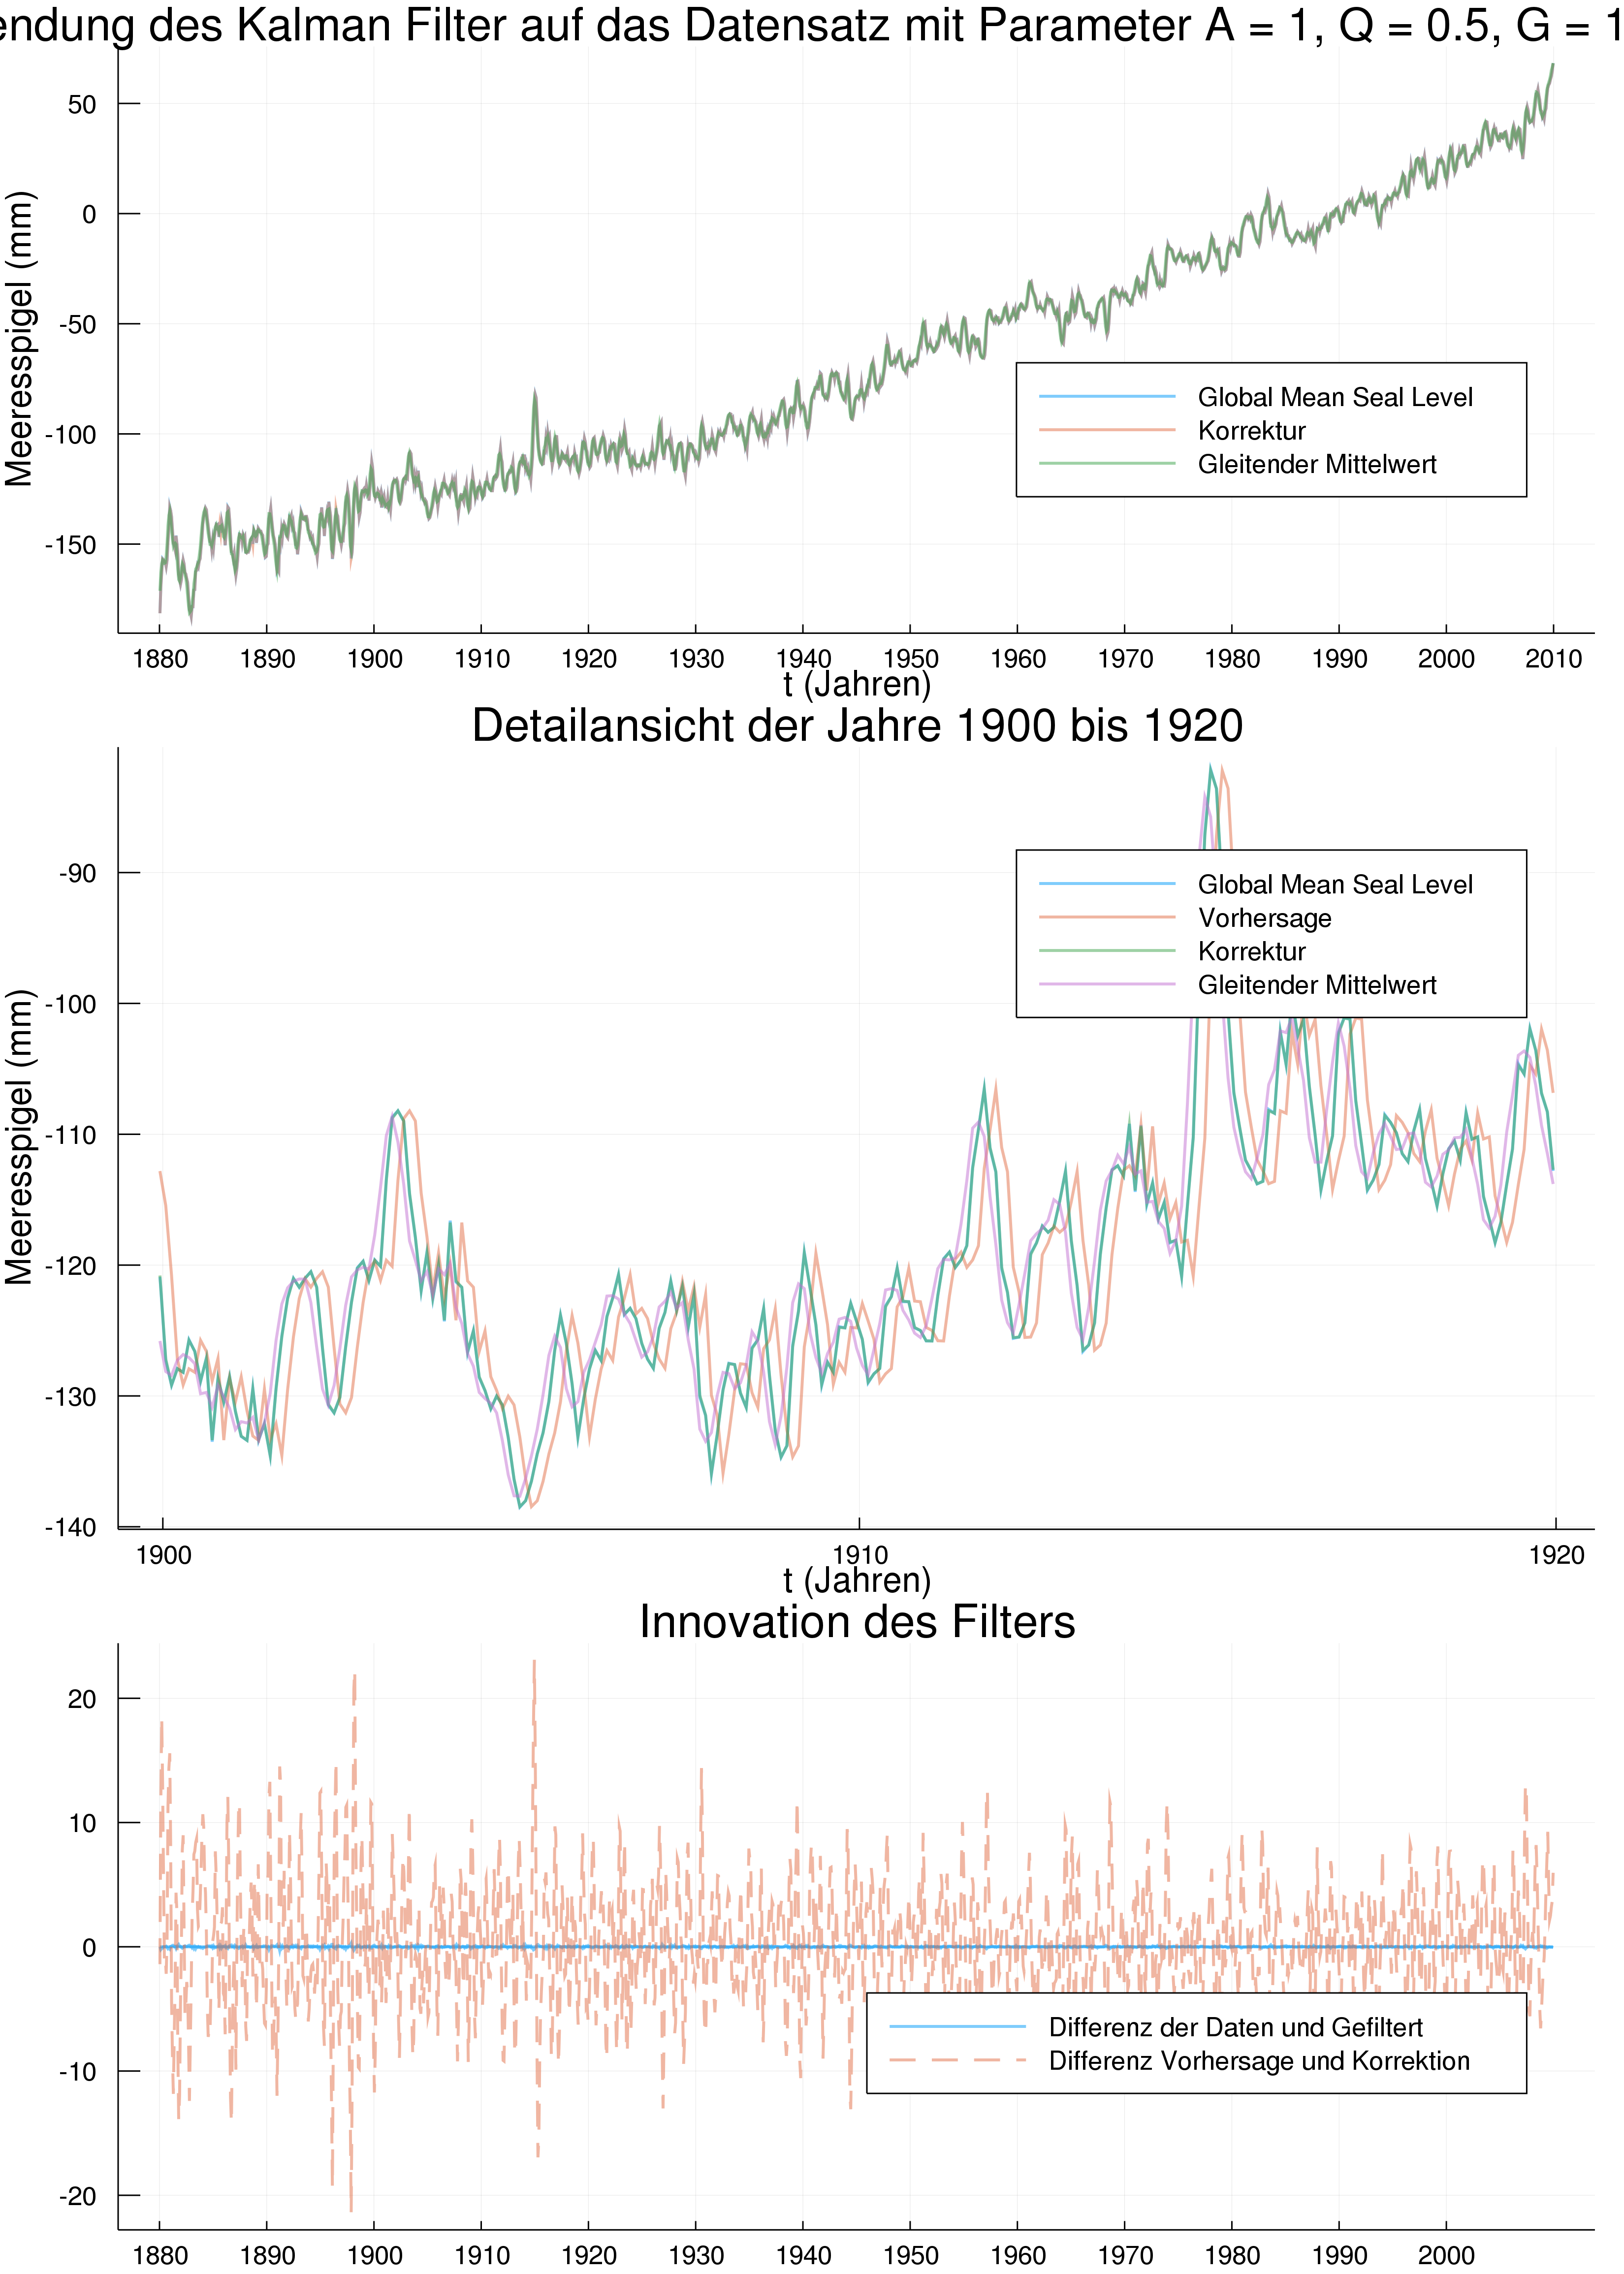 endung des Kalman Filter auf das Datensatz mit Parameter A = 1, Q = 0.5, G = 1
Meeresspigel (mm)
50
0
-50
-100
-150
Global Mean Seal Level
Korrektur
Gleitender Mittelwert
1880 1890 1900 1910 1920 1930 1940 1950 1960 1970 1980 1990 2000 2010
t (Jahren)
Detailansicht der Jahre 1900 bis 1920
Meeresspigel (mm)
-90
-100
-110
-120
-130
-140
Global Mean Seal Level
Vorhersage
Korrektur
Gleitender Mittelwert
1900 1910 1920
t (Jahren)
Innovation des Filters
20
10
0
-10
-20
Differenz der Daten und Gefiltert
Differenz Vorhersage und Korrektion
1880 1890 1900 1910 1920 1930 1940 1950 1960 1970 1980 1990 2000